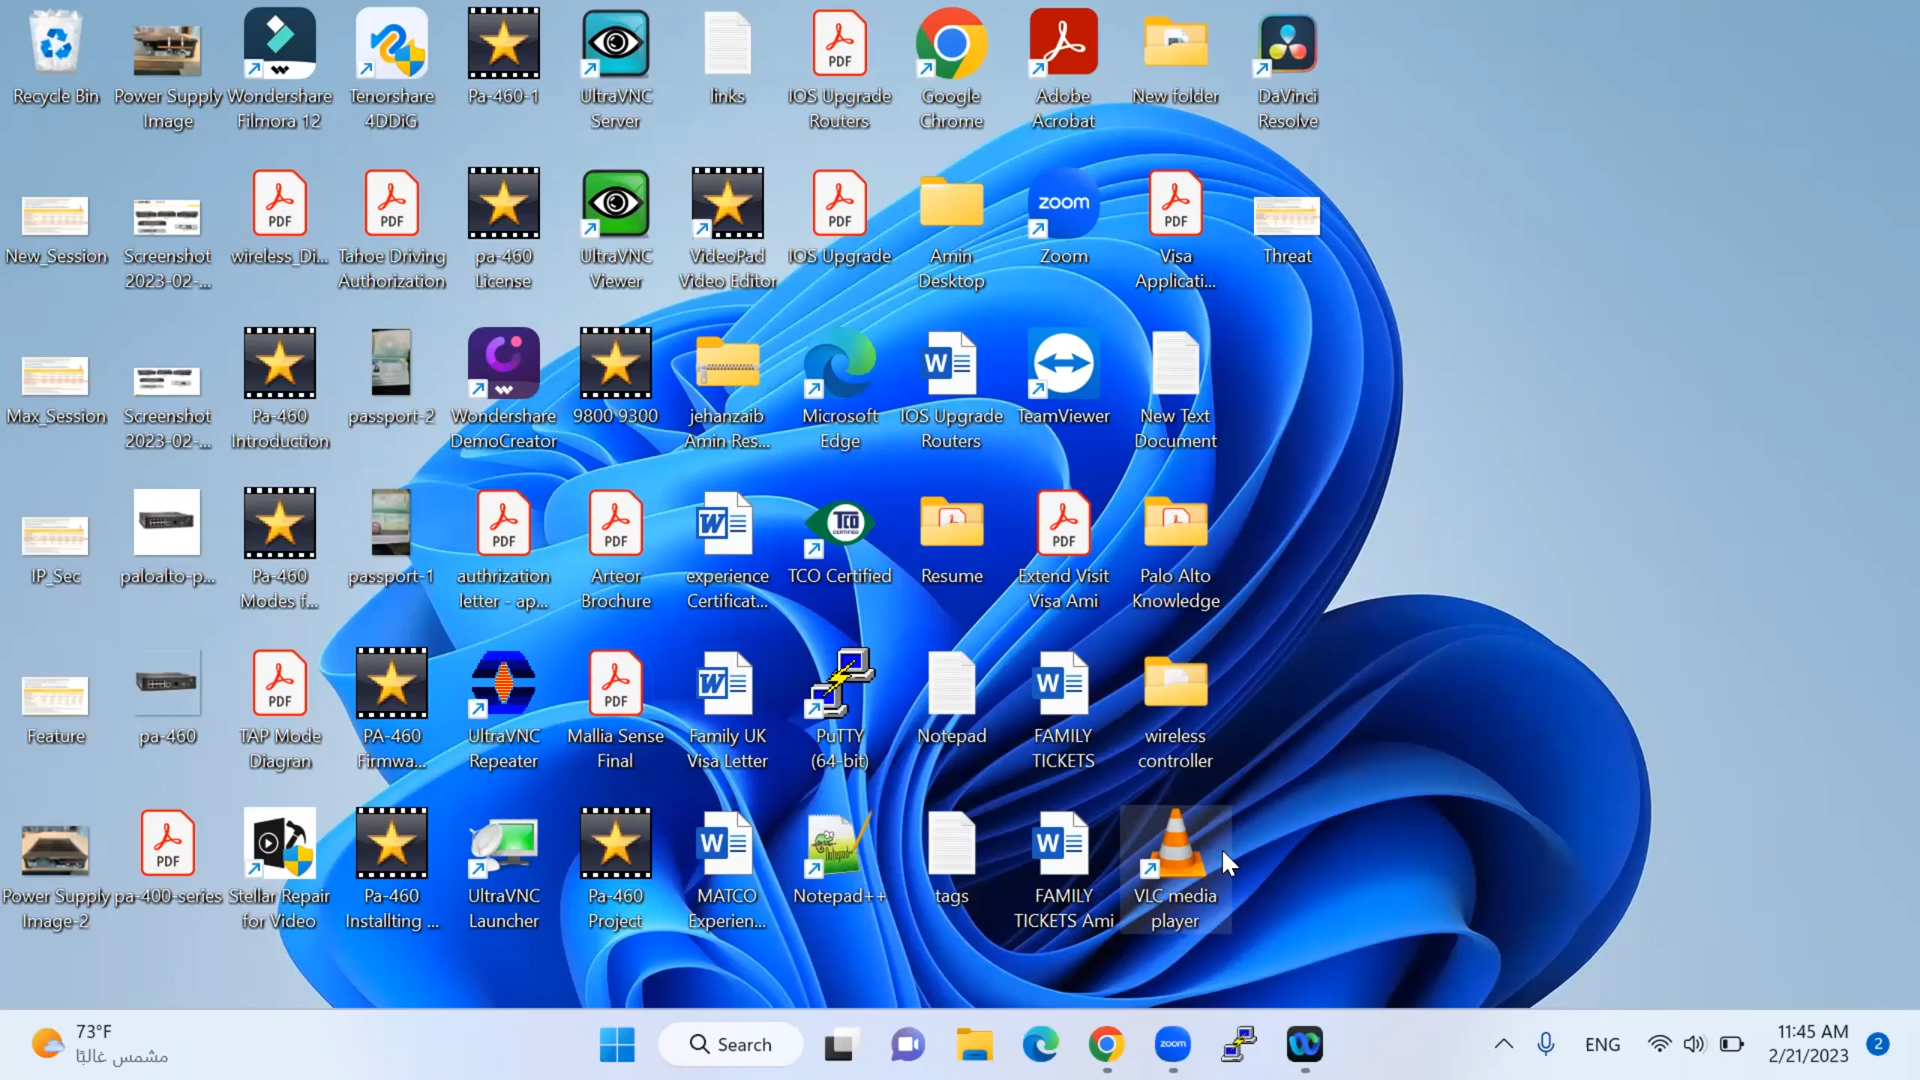 Recycle Bin
Power Supply
Image
Wondershare
Filmora 12
Tenorshare
4DDiG
Pa-460-1
UltraVNC
Server
links
PDF
IOS Upgrade
Routers
Google
Chrome
Adobe
Acrobat
New folder
DaVinci
Resolve
New_Session
Screenshot
2023-02-...
PDF
wireless_Di...
PDF
Tahoe Driving
Authorization
pa-460
License
UltraVNC
Viewer
VideoPad
Video Editor
PDF
IOS Upgrade
Amin
Desktop
zoom
Zoom
PDF
Visa
Applicati...
Threat
Max_Session
Screenshot
2023-02-...
Pa-460
Introduction
passport-2
Wondershare
DemoCreator
9800 9300
jehanzaib
Amin Res...
Microsoft
Edge
W
IOS Upgrade
Routers
TeamViewer
New Text
Document
IP_Sec
paloalto-p...
Pa-460
Modes f...
passport-1
PDF
authrization
letter - ap...
PDF
Arteor
Brochure
W
experience
Certificat...
TCO
CERTIFIED
TCO Certified
Resume
PDF
Extend Visit
Visa Ami
Palo Alto
Knowledge
Feature
pa-460
PDF
TAP Mode
Diagran
PA-460
Firmwa...
UltraVNC
Repeater
PDF
Mallia Sense
Final
W
Family UK
Visa Letter
PuTTY
(64-bit)
Notepad
W
FAMILY
TICKETS
wireless
controller
Power Supply
Image-2
PDF
pa-400-series
Stellar Repair
for Video
Pa-460
Installting ...
UltraVNC
Launcher
Pa-460
Project
W
MATCO
Experien...
Notepad++
tags
W
FAMILY
TICKETS Ami
VLC media
player
73°F
مشمس غالبًا
Search
zoom
ENG
11:45 AM
2/21/2023
2